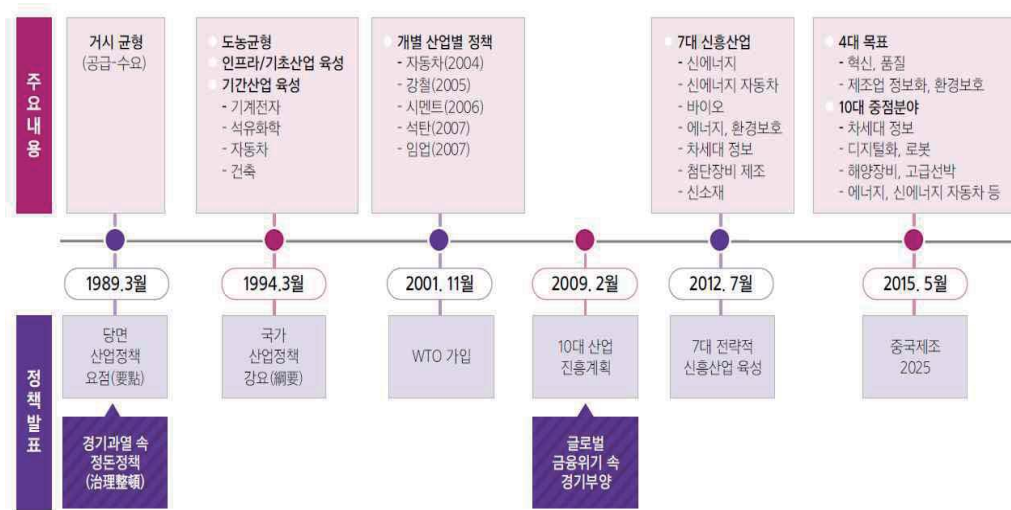 주요내용
거시 균형
(공급-수요)
도농균형
인프라/기초산업 육성
기간산업 육성
- 기계전자
- 석유화학
- 자동차
- 건축
개별 산업별 정책
- 자동차(2004)
- 강철(2005)
- 시멘트(2006)
- 석탄(2007)
- 임업(2007)
7대 신흥산업
- 신에너지
- 신에너지 자동차
- 바이오
- 에너지, 환경보호
- 차세대 정보
- 첨단장비 제조
- 신소재
4대 목표
- 혁신, 품질
- 제조업 정보화, 환경보호
10대 중점분야
- 차세대 정보
- 디지털화, 로봇
- 해양장비, 고급선박
- 에너지, 신에너지 자동차 등
1989.3월
1994.3월
2001. 11월
2009. 2월
2012. 7월
2015. 5월
정책발표
당면
산업정책
요점(要點)
국가
산업정책
강요(綱要)
WTO 가입
10대 산업
진흥계획
7대 전략적
신흥산업 육성
중국제조
2025
경기과열 속
정돈정책
(治理整頓)
글로벌
금융위기 속
경기부양